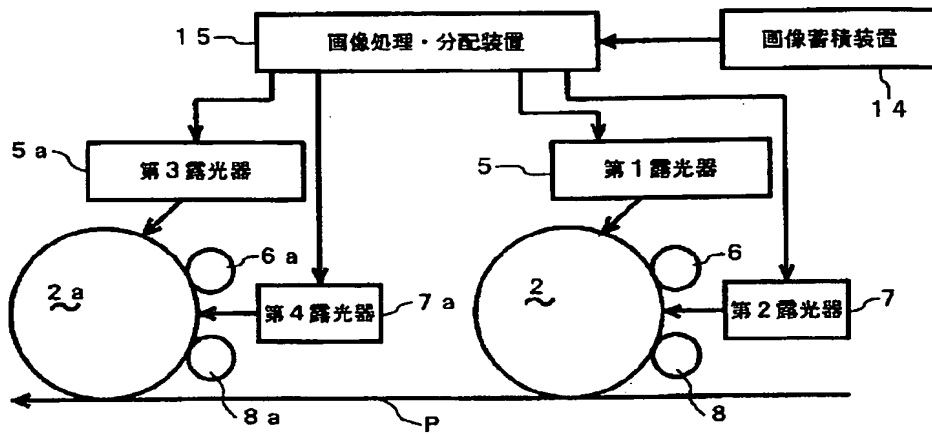 15
画像処理・分配装置
画像蓄積装置
14
5a
第3露光器
5
第1露光器
6a
6
2a
2
第4露光器
7a
第2露光器
7
8a
P
8